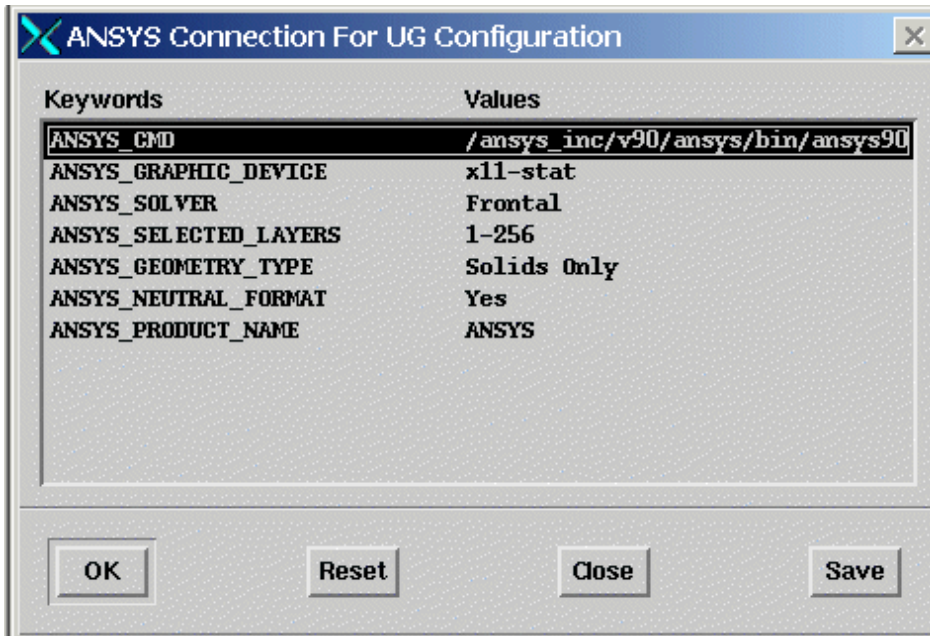 ANSYS Connection For UG Configuration
Keywords Values
ANSYS_CMD /ansys_inc/v90/ansys/bin/ansys90
ANSYS_GRAPHIC_DEVICE x11-stat
ANSYS_SOLVER Frontal
ANSYS_SELECTED_LAYERS 1-256
ANSYS_GEOMETRY_TYPE Solids Only
ANSYS_NEUTRAL_FORMAT Yes
ANSYS_PRODUCT_NAME ANSYS
OK Reset Close Save